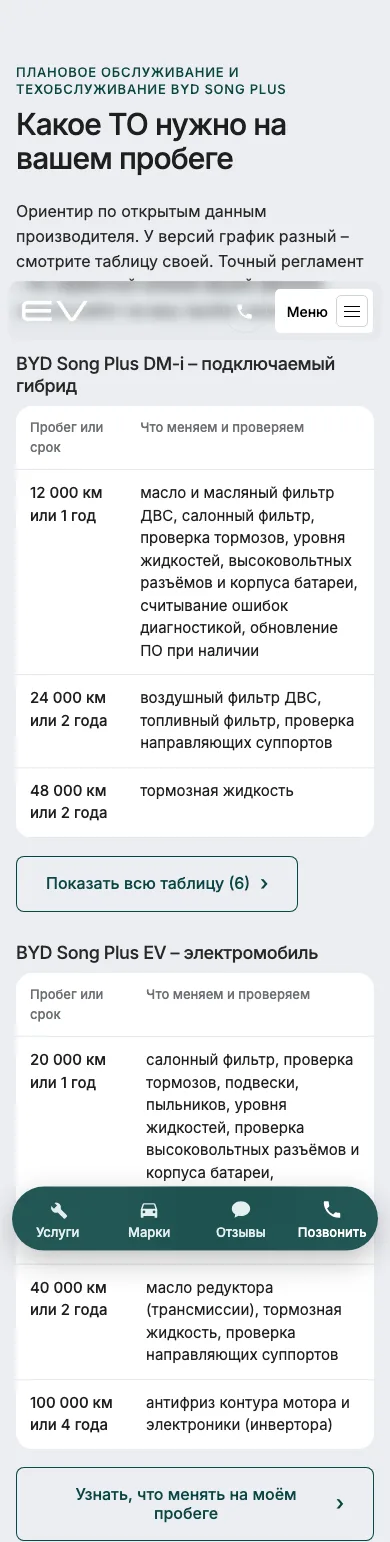 ПЛАНОВОЕ ОБСЛУЖИВАНИЕ И
ТЕХОБСЛУЖИВАНИЕ BYD SONG PLUS
Какое ТО нужно на
вашем пробеге
Ориентир по открытым данным
производителя. У версий график разный –
смотрите таблицу своей. Точный регламент
EV
Меню
BYD Song Plus DM-i – подключаемый
гибрид
Пробег или
срок
Что меняем и проверяем
12 000 км
или 1 год
масло и масляный фильтр
ДВС, салонный фильтр,
проверка тормозов, уровня
жидкостей, высоковольтных
разъёмов и корпуса батареи,
считывание ошибок
диагностикой, обновление
ПО при наличии
24 000 км
или 2 года
воздушный фильтр ДВС,
топливный фильтр, проверка
направляющих суппортов
48 000 км
или 2 года
тормозная жидкость
Показать всю таблицу (6)
BYD Song Plus EV – электромобиль
Пробег или
срок
Что меняем и проверяем
20 000 км
или 1 год
салонный фильтр, проверка
тормозов, подвески,
пыльников, уровня
жидкостей, проверка
высоковольтных разъёмов и
корпуса батареи,
Услуги
Марки
Отзывы
Позвонить
40 000 км
или 2 года
масло редуктора
(трансмиссии), тормозная
жидкость, проверка
направляющих суппортов
100 000 км
или 4 года
антифриз контура мотора и
электроники (инвертора)
Узнать, что менять на моём
пробеге